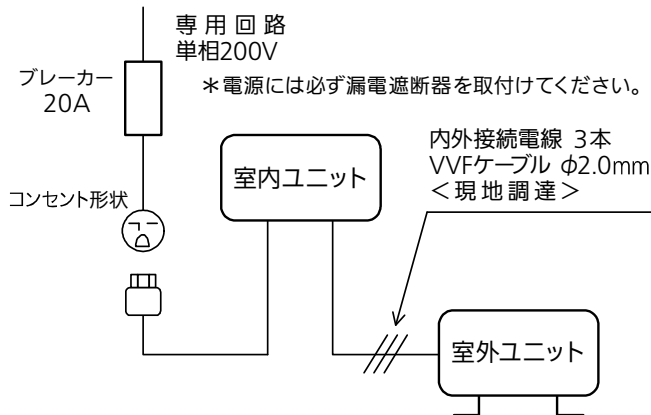 専用回路
単相200V
＊電源には必ず漏電遮断器を取付けてください。
ブレーカー
20A
コンセント形状
室内ユニット
内外接続電線 3本
VVFケーブル φ2.0mm
＜現地調達＞
室外ユニット